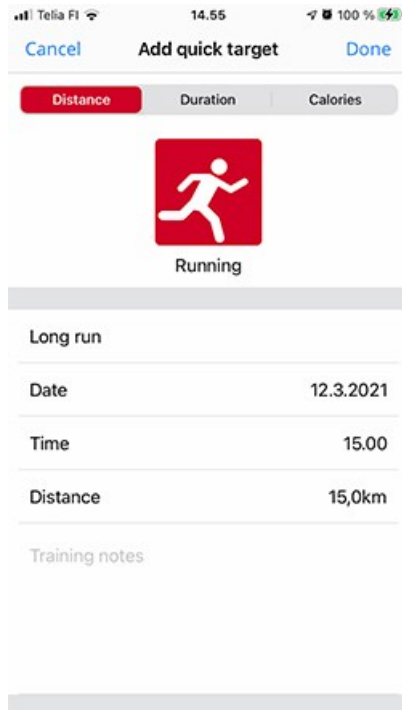 Telia FI 14.55 100 %
Cancel Add quick target Done
Distance Duration Calories
Running
Long run
Date 12.3.2021
Time 15.00
Distance 15,0km
Training notes